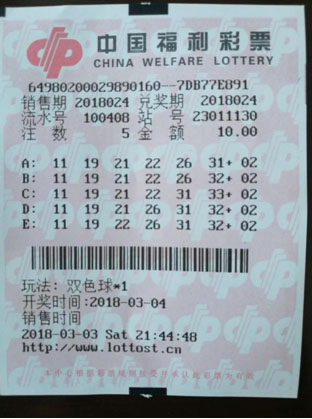 中国福利彩票
CHINA WELFARE LOTTERY
64980200029890160--7DB77E891
销售期 2018024 兑奖期 2018024
流水号 100408 站 号 23011130
注 数 5 金 额 10.00
A: 11 19 21 22 26 31+ 02
B: 11 19 21 22 26 32+ 02
C: 11 19 21 22 31 33+ 02
D: 11 19 21 26 31 32+ 02
E: 11 19 22 26 31 32+ 02
玩法: 双色球*1
开奖时间:2018-03-04
销售时间
2018-03-03 Sat 21:44:48
http://www.lottost.cn